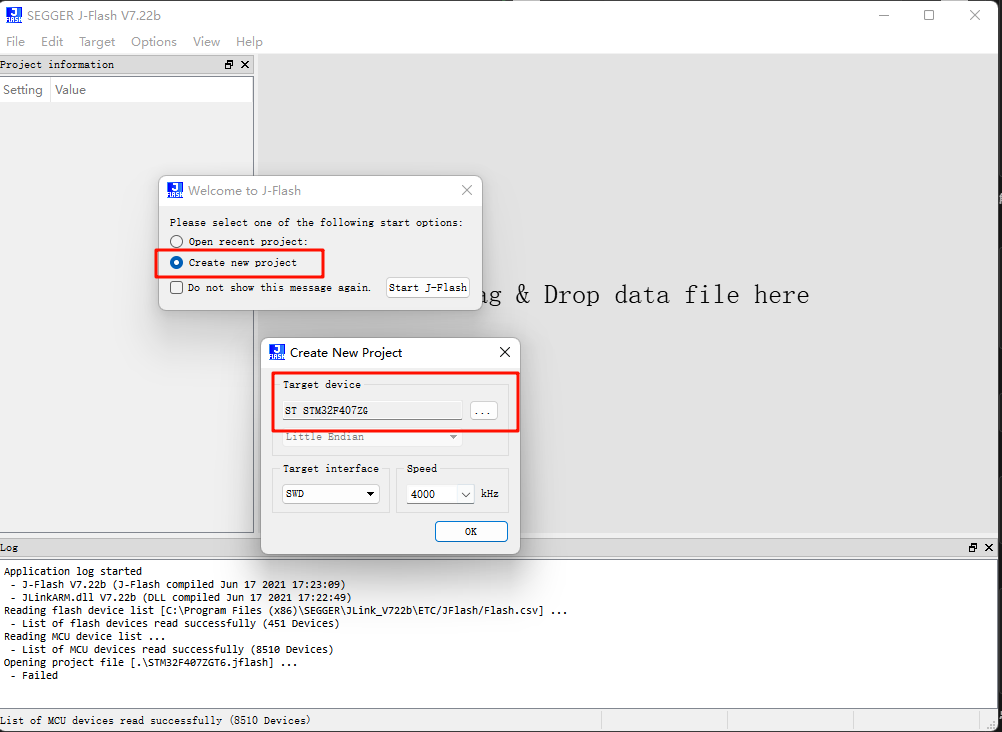 SEGGER J-Flash V7.22b
File Edit Target Options View Help
Project information
Setting Value
Welcome to J-Flash
Please select one of the following start options:
Open recent project:
Create new project
Do not show this message again. Start J-Flash
& Drop data file here
Create New Project
Target device
ST STM32F407ZG ...
Little Endian
Target interface Speed
SWD 4000 kHz
OK
Log
Application log started
- J-Flash V7.22b (J-Flash compiled Jun 17 2021 17:23:09)
- JLinkARM.dll V7.22b (DLL compiled Jun 17 2021 17:22:49)
Reading flash device list [C:\Program Files (x86)\SEGGER\JLink_V722b\ETC/JFlash/Flash.csv] ...
- List of flash devices read successfully (451 Devices)
Reading MCU device list ...
- List of MCU devices read successfully (8510 Devices)
Opening project file [.\STM32F407ZGT6.jflash] ...
- Failed
List of MCU devices read successfully (8510 Devices)